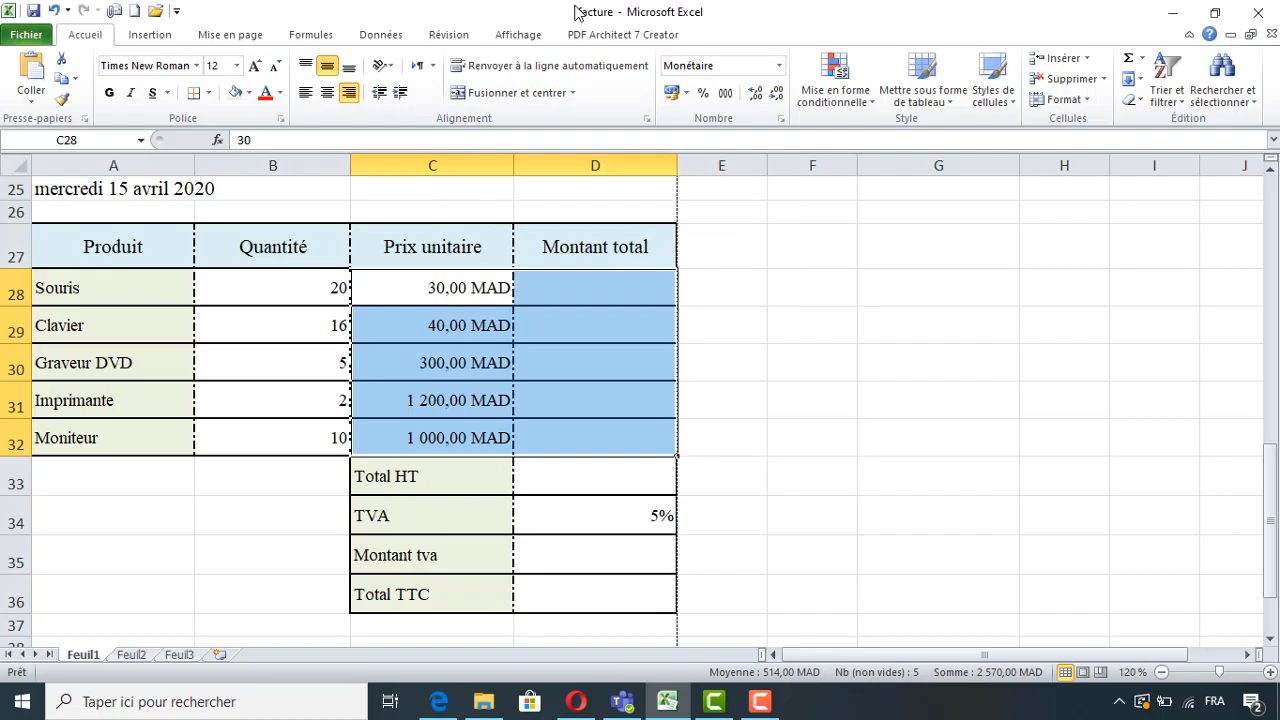 Facture - Microsoft Excel
Fichier Accueil Insertion Mise en page Formules Données Révision Affichage PDF Architect 7 Creator
Coller
Presse-papiers
Times New Roman 12
G I S A
Police
Renvoyer à la ligne automatiquement
Fusionner et centrer
Alignement
Monétaire
% 000
Nombre
Mise en forme conditionnelle
Mettre sous forme de tableau
Styles de cellules
Style
Insérer
Supprimer
Format
Cellules
Σ
Trier et filtrer
Rechercher et sélectionner
Édition
C28 fx 30
A B C D E F G H I J
25 mercredi 15 avril 2020
26
27 Produit Quantité Prix unitaire Montant total
28 Souris 20 30,00 MAD
29 Clavier 16 40,00 MAD
30 Graveur DVD 5 300,00 MAD
31 Imprimante 2 1 200,00 MAD
32 Moniteur 10 1 000,00 MAD
33 Total HT
34 TVA 5%
35 Montant tva
36 Total TTC
37
Feuil1 Feuil2 Feuil3
Prêt Moyenne : 514,00 MAD Nb (non vides) : 5 Somme : 2 570,00 MAD 120 %
Taper ici pour rechercher FRA 2